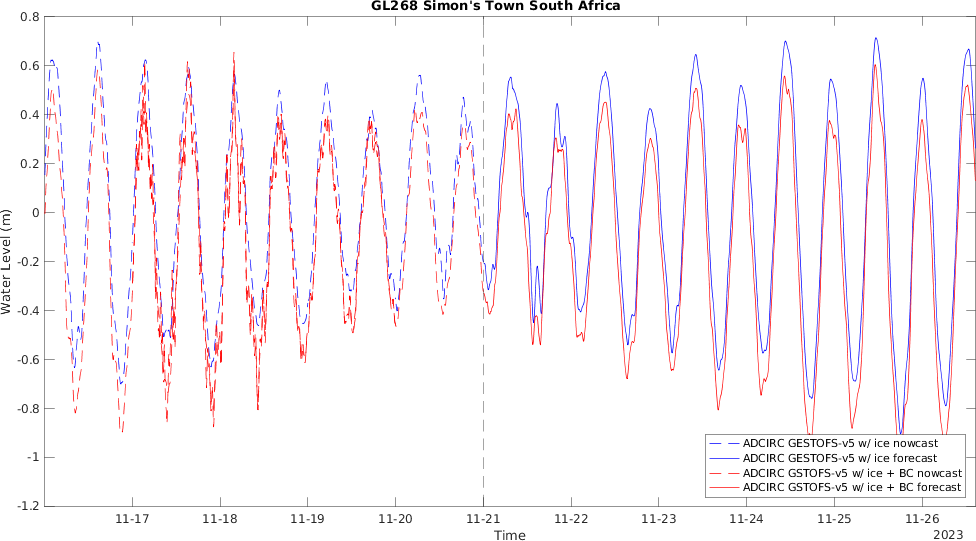 GL268 Simon's Town South Africa
0.8
0.6
0.4
0.2
0
-0.2
-0.4
-0.6
-0.8
-1
-1.2
Water Level (m)
11-17 11-18 11-19 11-20 11-21 11-22 11-23 11-24 11-25 11-26
Time
2023
ADCIRC GESTOFS-v5 w/ ice nowcast
ADCIRC GESTOFS-v5 w/ ice forecast
ADCIRC GSTOFS-v5 w/ ice + BC nowcast
ADCIRC GSTOFS-v5 w/ ice + BC forecast